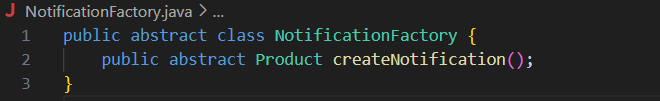 J NotificationFactory.java > ...
1 public abstract class NotificationFactory {
2     public abstract Product createNotification();
3 }